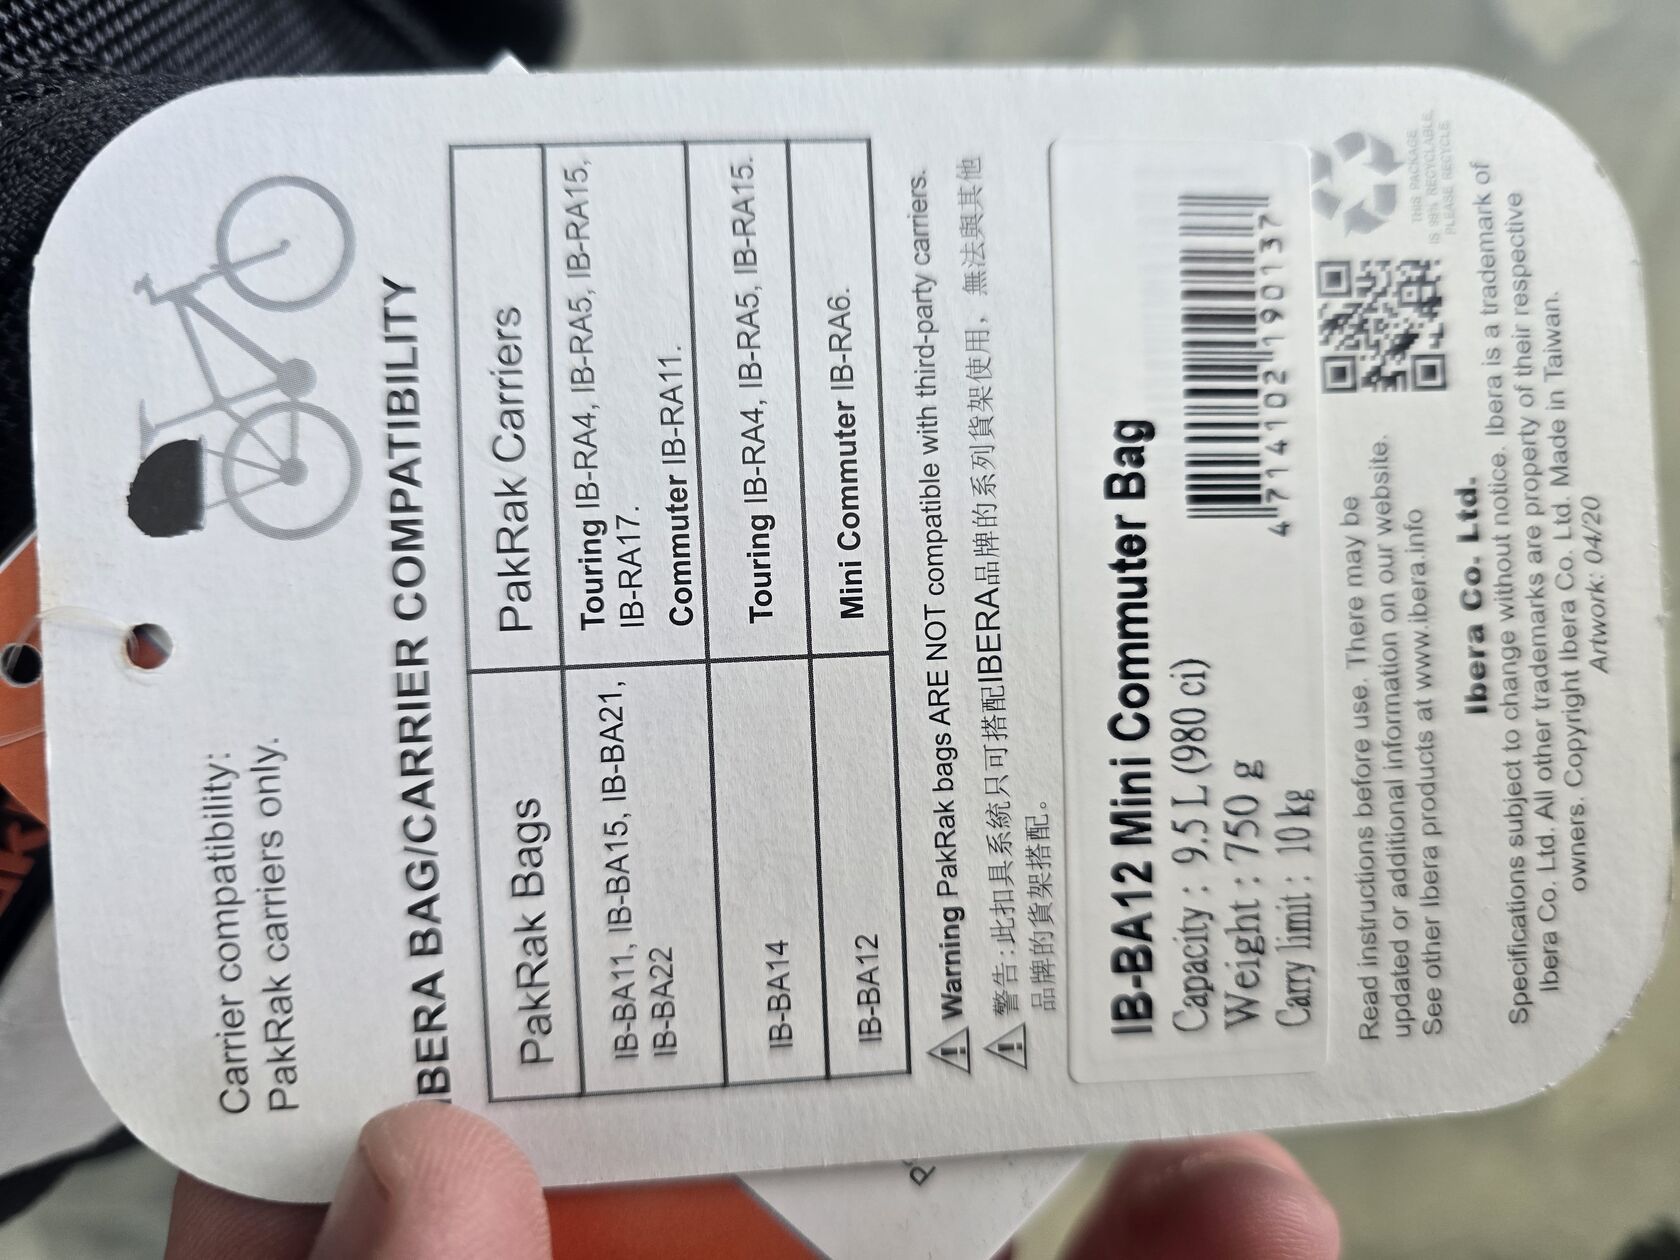 Carrier compatibility:
PakRak carriers only.
IBERA BAG/CARRIER COMPATIBILITY
PakRak Bags
PakRak Carriers
IB-BA11, IB-BA15, IB-BA21,
IB-BA22
Touring IB-RA4, IB-RA5, IB-RA15,
IB-RA17.
Commuter IB-RA11.
IB-BA14
Touring IB-RA4, IB-RA5, IB-RA15.
IB-BA12
Mini Commuter IB-RA6.
Warning PakRak bags ARE NOT compatible with third-party carriers.
警告:此扣具系統只可搭配IBERA品牌的系列貨架使用，無法與其他
品牌的貨架搭配。
IB-BA12 Mini Commuter Bag
Capacity : 9.5 L (980 ci)
Weight : 750 g
Carry limit : 10 kg
4 714102 190137
Read instructions before use. There may be
updated or additional information on our website.
See other Ibera products at www.ibera.info
THIS PACKAGE
IS 99% RECYCLABLE.
PLEASE RECYCLE.
Ibera Co. Ltd.
Specifications subject to change without notice. Ibera is a trademark of
Ibera Co. Ltd. All other trademarks are property of their respective
owners. Copyright Ibera Co. Ltd. Made in Taiwan.
Artwork: 04/20